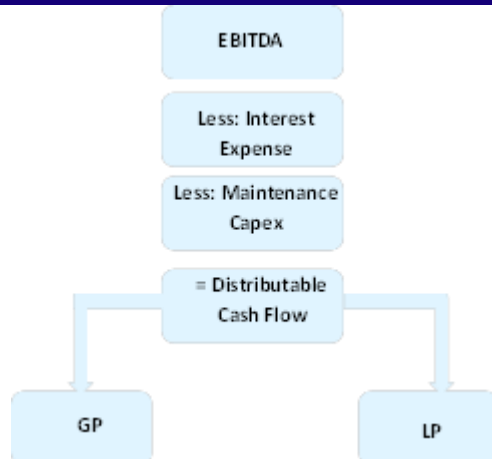 EBITDA
Less: Interest
Expense
Less: Maintenance
Capex
= Distributable
Cash Flow
GP
LP